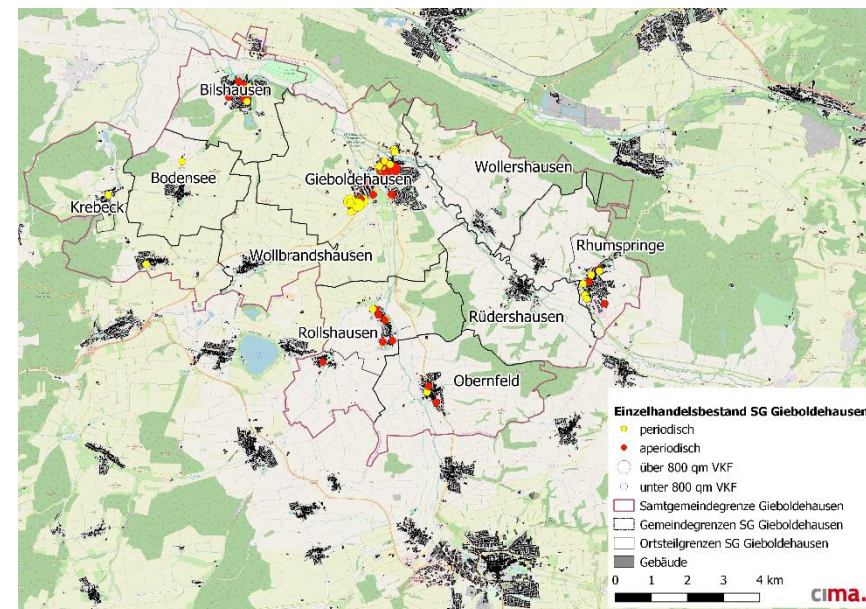 Bilshausen
Bodensee
Krebeck
Gieboldehausen
Wollershausen
Wollbrandshausen
Rhumspringe
Rüdershausen
Rollshausen
Obernfeld
Einzelhandelsbestand SG Gieboldehausen
periodisch
aperiodisch
über 800 qm VKF
unter 800 qm VKF
Samtgemeindegrenze Gieboldehausen
Gemeindegrenzen SG Gieboldehausen
Ortsteilgrenzen SG Gieboldehausen
Gebäude
0 1 2 3 4 km
cima.